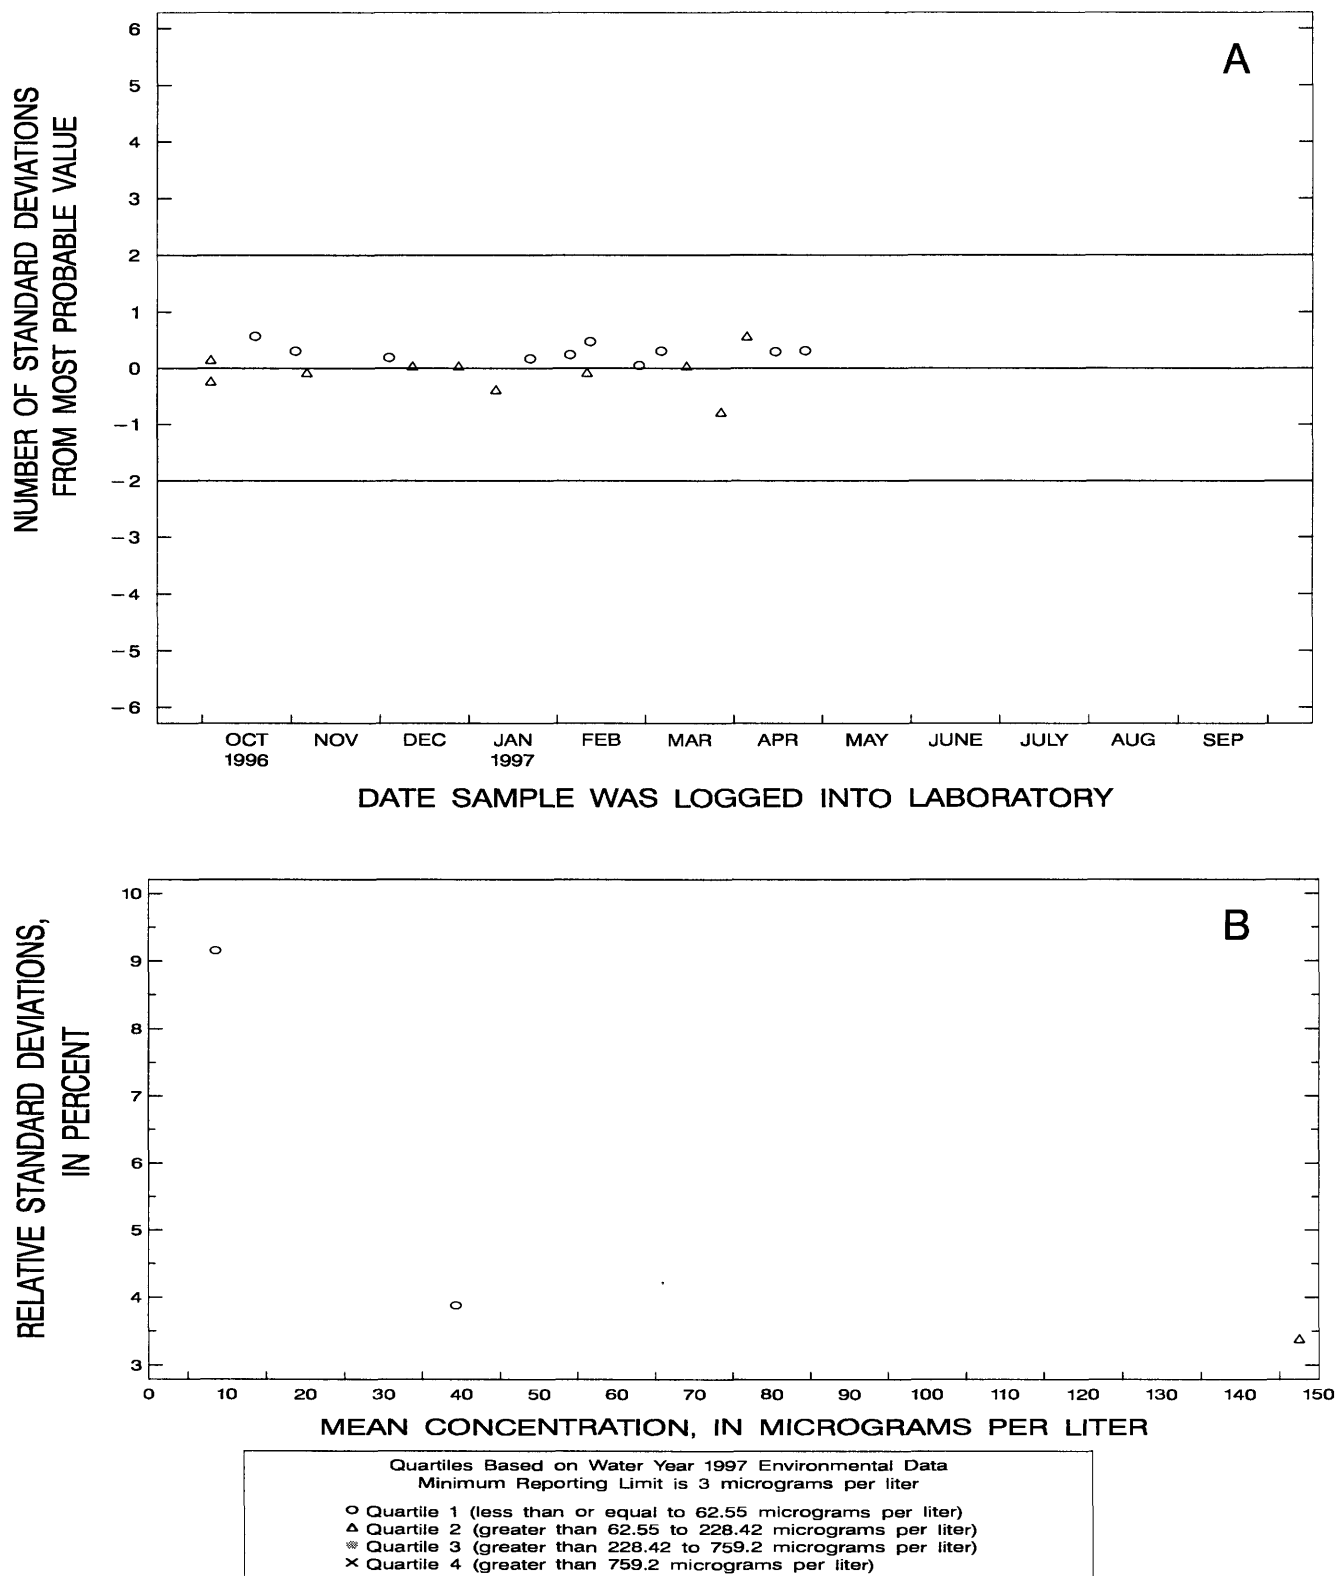 A
NUMBER OF STANDARD DEVIATIONS
FROM MOST PROBABLE VALUE
6
5
4
3
2
1
0
−1
−2
−3
−4
−5
−6
OCT NOV DEC JAN FEB MAR APR MAY JUNE JULY AUG SEP
1996 1997
DATE SAMPLE WAS LOGGED INTO LABORATORY
B
RELATIVE STANDARD DEVIATIONS,
IN PERCENT
10
9
8
7
6
5
4
3
0 10 20 30 40 50 60 70 80 90 100 110 120 130 140 150
MEAN CONCENTRATION, IN MICROGRAMS PER LITER
Quartiles Based on Water Year 1997 Environmental Data
Minimum Reporting Limit is 3 micrograms per liter
Quartile 1 (less than or equal to 62.55 micrograms per liter)
Quartile 2 (greater than 62.55 to 228.42 micrograms per liter)
Quartile 3 (greater than 228.42 to 759.2 micrograms per liter)
Quartile 4 (greater than 759.2 micrograms per liter)